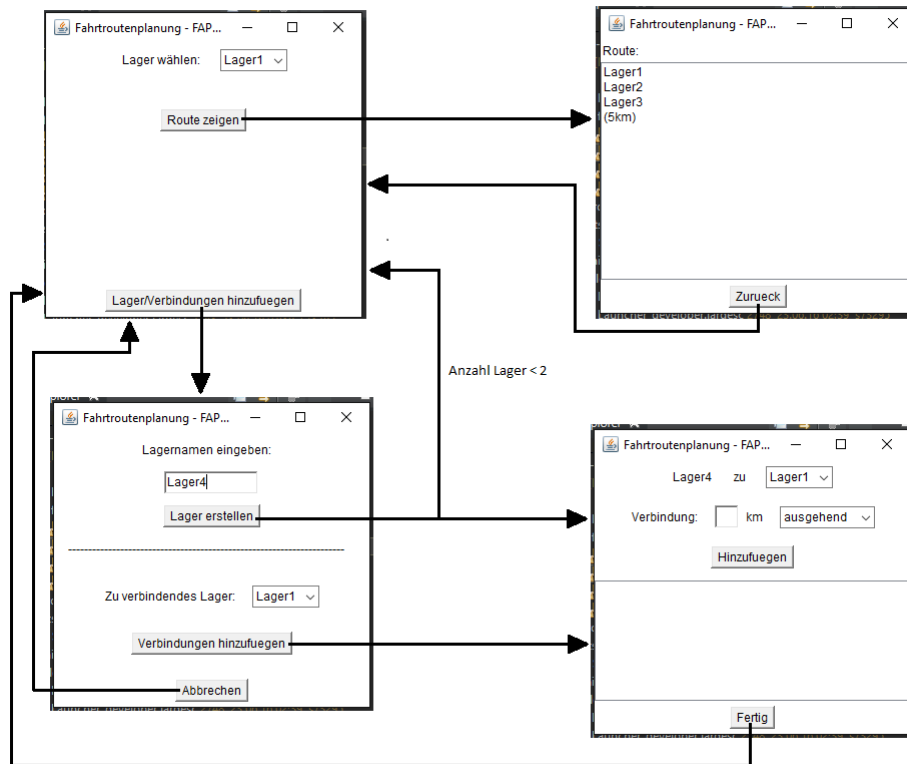 Fahrtroutenplanung - FAP...
Lager wählen: Lager1
Route zeigen
Lager/Verbindungen hinzufuegen
Fahrtroutenplanung - FAP...
Route:
Lager1
Lager2
Lager3
(5km)
Zurueck
Anzahl Lager < 2
Fahrtroutenplanung - FAP...
Lagernamen eingeben:
Lager4
Lager erstellen
Zu verbindendes Lager: Lager1
Verbindungen hinzufuegen
Abbrechen
Fahrtroutenplanung - FAP...
Lager4 zu Lager1
Verbindung: km ausgehend
Hinzufuegen
Fertig